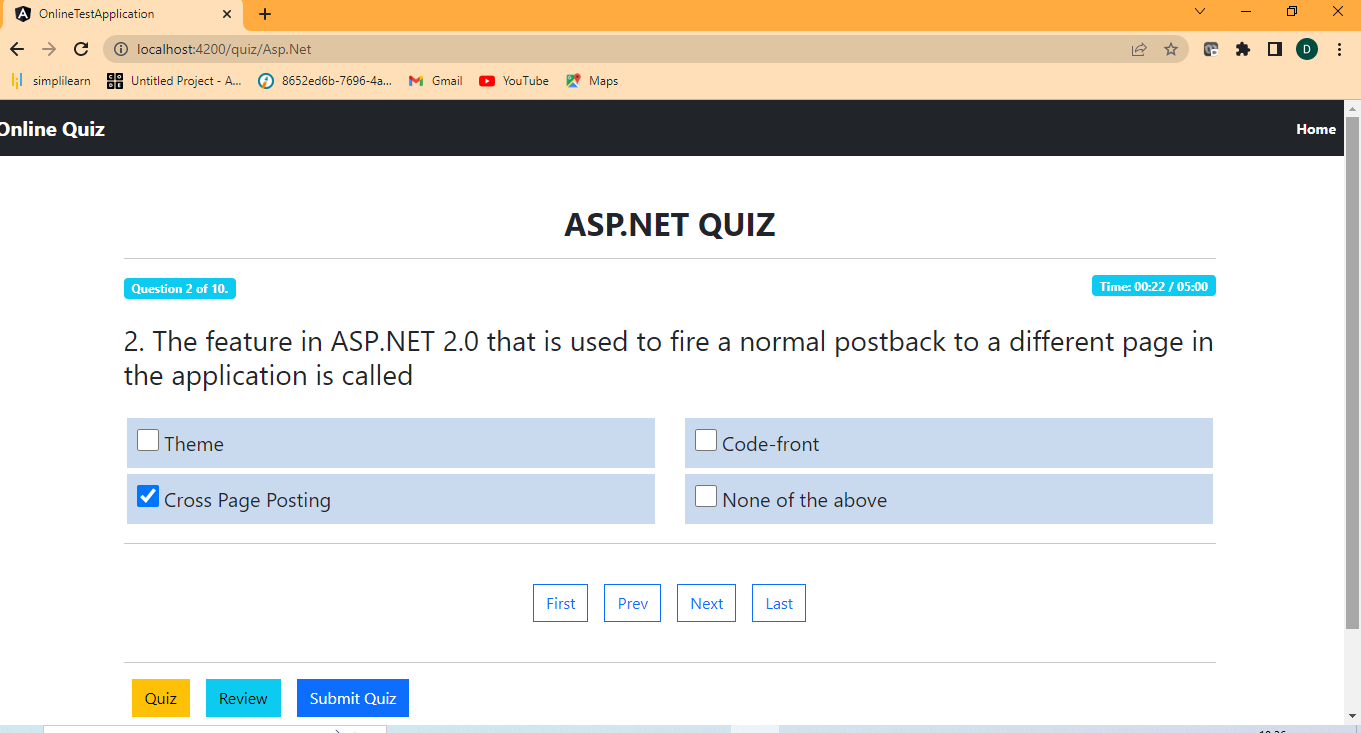 OnlineTestApplication
localhost:4200/quiz/Asp.Net
D
simplilearn
CODE
Untitled Project - A...
8652ed6b-7696-4a...
Gmail
YouTube
Maps
Online Quiz
Home
ASP.NET QUIZ
Question 2 of 10.
Time: 00:22 / 05:00
2. The feature in ASP.NET 2.0 that is used to fire a normal postback to a different page in
the application is called
Theme
Code-front
Cross Page Posting
None of the above
First
Prev
Next
Last
Quiz
Review
Submit Quiz